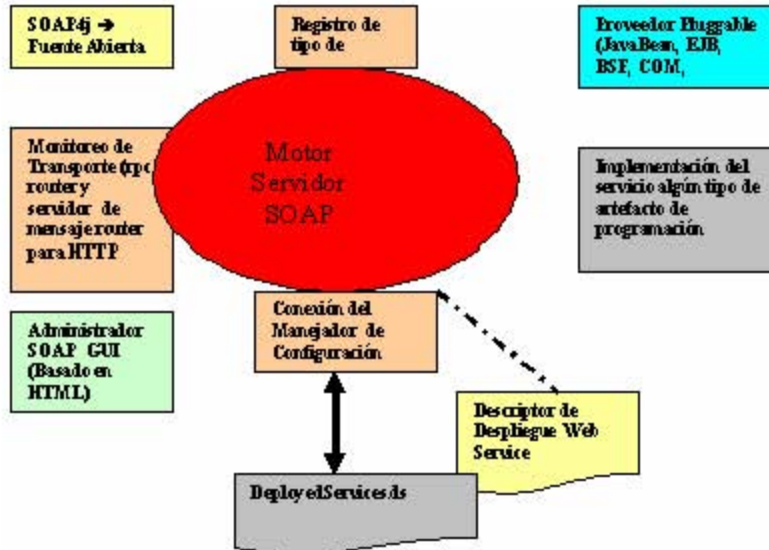 SOAP4j →
Fuente Abierta
Registro de
tipo de
Proveedor Pluggable
(JavaBean, EJB,
BSF, COM,
Monitoreo de
Transporte (rpc
router y
servidor de
mensaje router
para HTTP
Motor
Servidor
SOAP
Implementación del
servicio algún tipo de
artefacto de
programación
Conexión del
Manejador de
Configuración
Administrador
SOAP GUI
(Basado en
HTML)
Descriptor de
Despliegue Web
Service
DeployedServices.ds